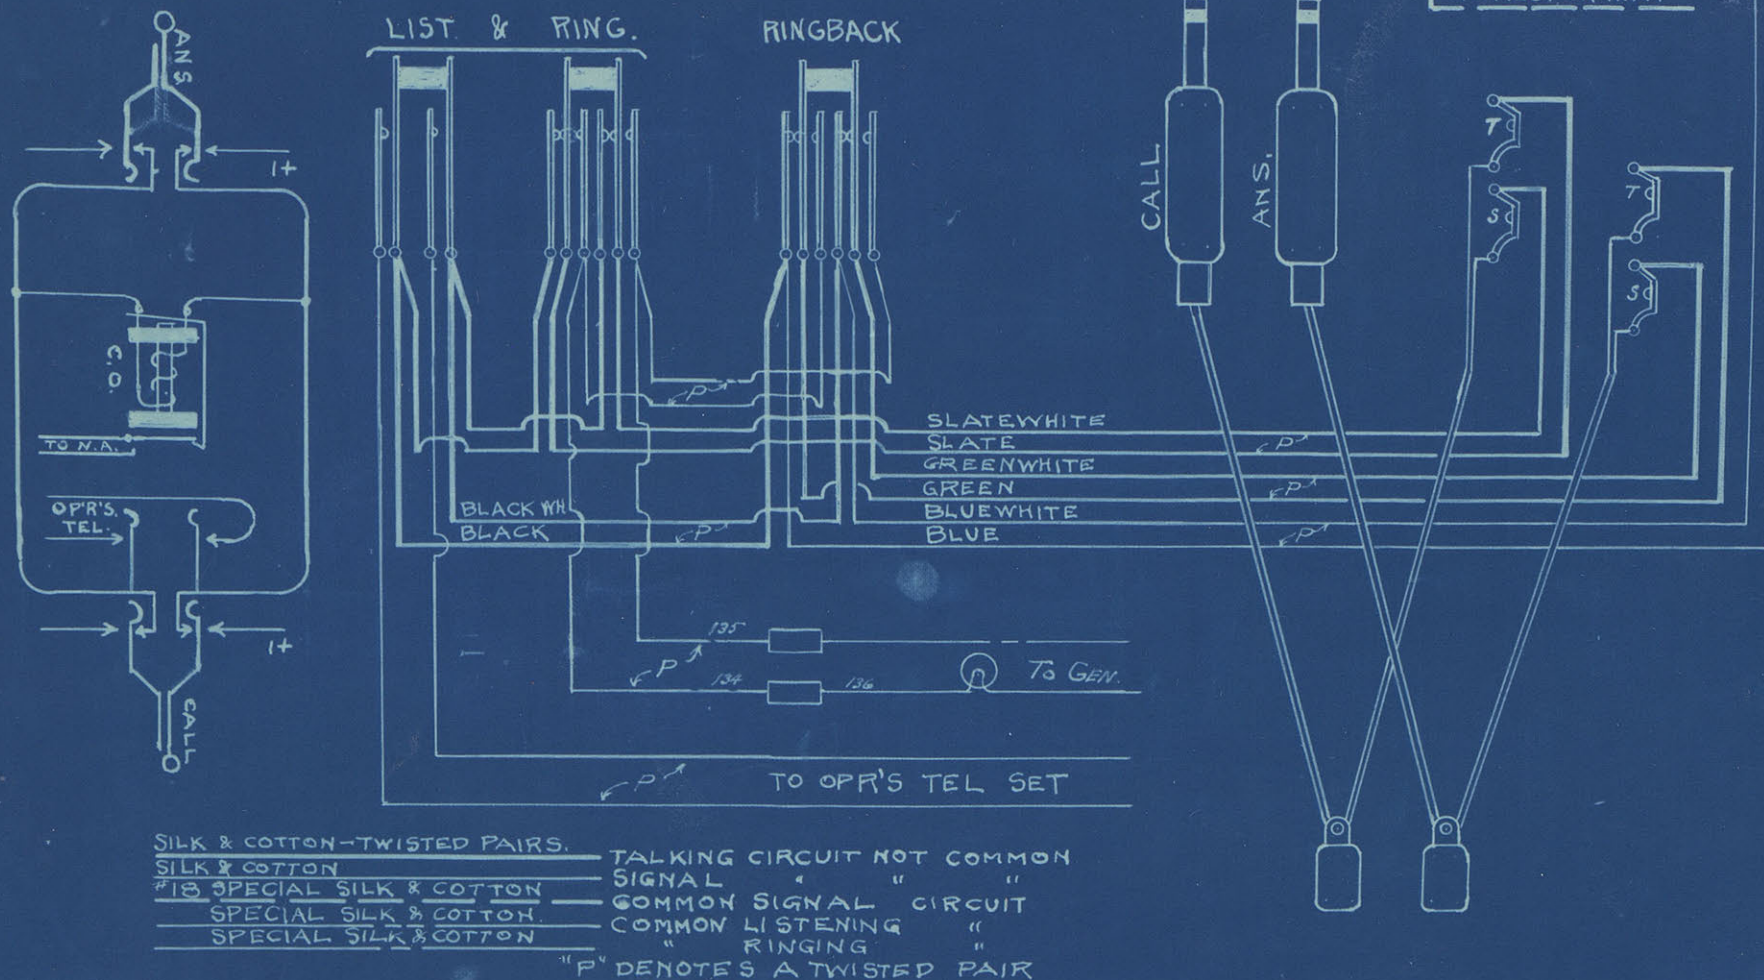 LIST. & RING.
RINGBACK
ANS.
1+
C.O.
TO N.A.
OP'R'S.
TEL.
1+
CALL
CALL
ANS.
T
S
T
S
P
SLATEWHITE
SLATE
P
GREENWHITE
GREEN
P
BLACK WH
BLUEWHITE
BLACK
P
BLUE
P
135
P
134
136
TO GEN.
P
TO OPR'S TEL SET
SILK & COTTON-TWISTED PAIRS.
TALKING CIRCUIT NOT COMMON
SILK & COTTON
SIGNAL " " "
#18 SPECIAL SILK & COTTON
COMMON SIGNAL CIRCUIT
SPECIAL SILK & COTTON.
COMMON LISTENING "
SPECIAL SILK & COTTON
" RINGING "
"P" DENOTES A TWISTED PAIR